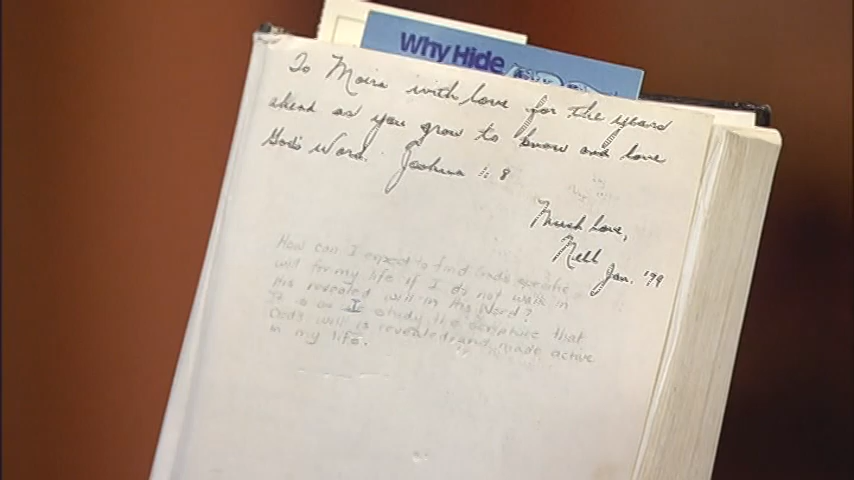 Why Hide
To Moira with love for the years
ahead as you grow to know and love
God's Word. Joshua 1:8
Much love,
Nell
Jan. '79
How can I expect to find God's specific
will for my life if I do not walk in
His revealed will in His Word?
It is as I study the scripture that
God's will is revealed and made active
in my life.